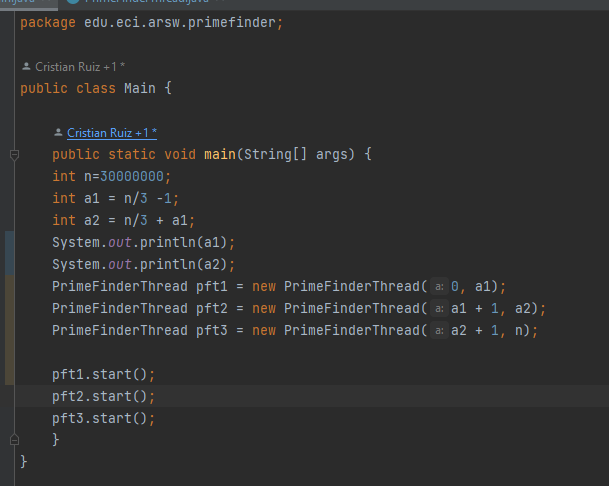 PrimeFinderThread.java
package edu.eci.arsw.primefinder;
Cristian Ruiz +1 *
public class Main {
Cristian Ruiz +1 *
public static void main(String[] args) {
int n=30000000;
int a1 = n/3 -1;
int a2 = n/3 + a1;
System.out.println(a1);
System.out.println(a2);
PrimeFinderThread pft1 = new PrimeFinderThread( a: 0, a1);
PrimeFinderThread pft2 = new PrimeFinderThread( a: a1 + 1, a2);
PrimeFinderThread pft3 = new PrimeFinderThread( a: a2 + 1, n);
pft1.start();
pft2.start();
pft3.start();
}
}